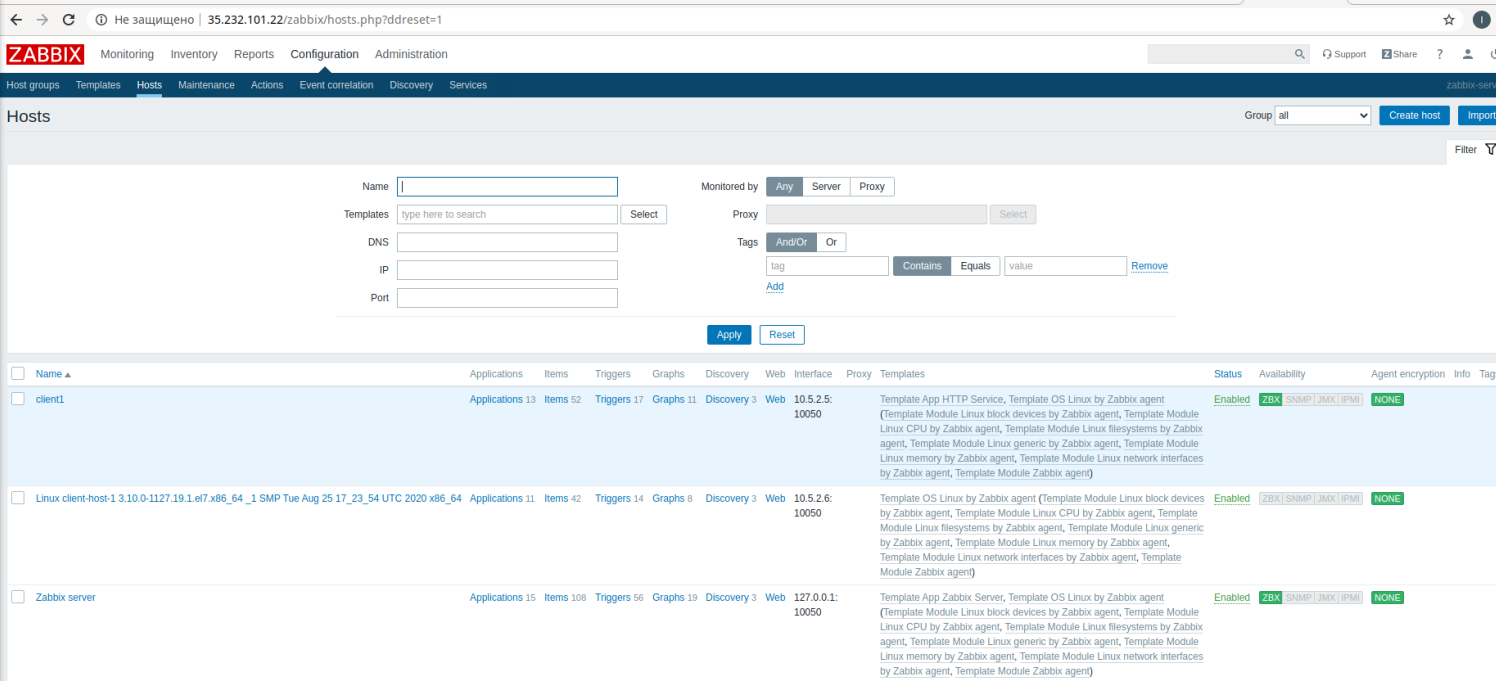 Не защищено 35.232.101.22/zabbix/hosts.php?ddreset=1 I
ZABBIX Monitoring Inventory Reports Configuration Administration Support Z Share ?
Host groups Templates Hosts Maintenance Actions Event correlation Discovery Services zabbix-serv
Hosts Group all Create host Import
Filter
Name Monitored by Any Server Proxy
Templates type here to search Select Proxy Select
DNS Tags And/Or Or
IP tag Contains Equals value Remove
Add
Port
Apply Reset
Name Applications Items Triggers Graphs Discovery Web Interface Proxy Templates Status Availability Agent encryption Info Tag
client1 Applications 13 Items 52 Triggers 17 Graphs 11 Discovery 3 Web 10.5.2.5: Template App HTTP Service, Template OS Linux by Zabbix agent Enabled ZBX SNMP JMX IPMI NONE
10050 (Template Module Linux block devices by Zabbix agent, Template Module
Linux CPU by Zabbix agent, Template Module Linux filesystems by Zabbix
agent, Template Module Linux generic by Zabbix agent, Template Module
Linux memory by Zabbix agent, Template Module Linux network interfaces
by Zabbix agent, Template Module Zabbix agent)
Linux client-host-1 3.10.0-1127.19.1.el7.x86_64 _1 SMP Tue Aug 25 17_23_54 UTC 2020 x86_64 Applications 11 Items 42 Triggers 14 Graphs 8 Discovery 3 Web 10.5.2.6: Template OS Linux by Zabbix agent (Template Module Linux block devices Enabled ZBX SNMP JMX IPMI NONE
10050 by Zabbix agent, Template Module Linux CPU by Zabbix agent, Template
Module Linux filesystems by Zabbix agent, Template Module Linux generic
by Zabbix agent, Template Module Linux memory by Zabbix agent,
Template Module Linux network interfaces by Zabbix agent, Template
Module Zabbix agent)
Zabbix server Applications 15 Items 108 Triggers 56 Graphs 19 Discovery 3 Web 127.0.0.1: Template App Zabbix Server, Template OS Linux by Zabbix agent Enabled ZBX SNMP JMX IPMI NONE
10050 (Template Module Linux block devices by Zabbix agent, Template Module
Linux CPU by Zabbix agent, Template Module Linux filesystems by Zabbix
agent, Template Module Linux generic by Zabbix agent, Template Module
Linux memory by Zabbix agent, Template Module Linux network interfaces
by Zabbix agent, Template Module Zabbix agent)